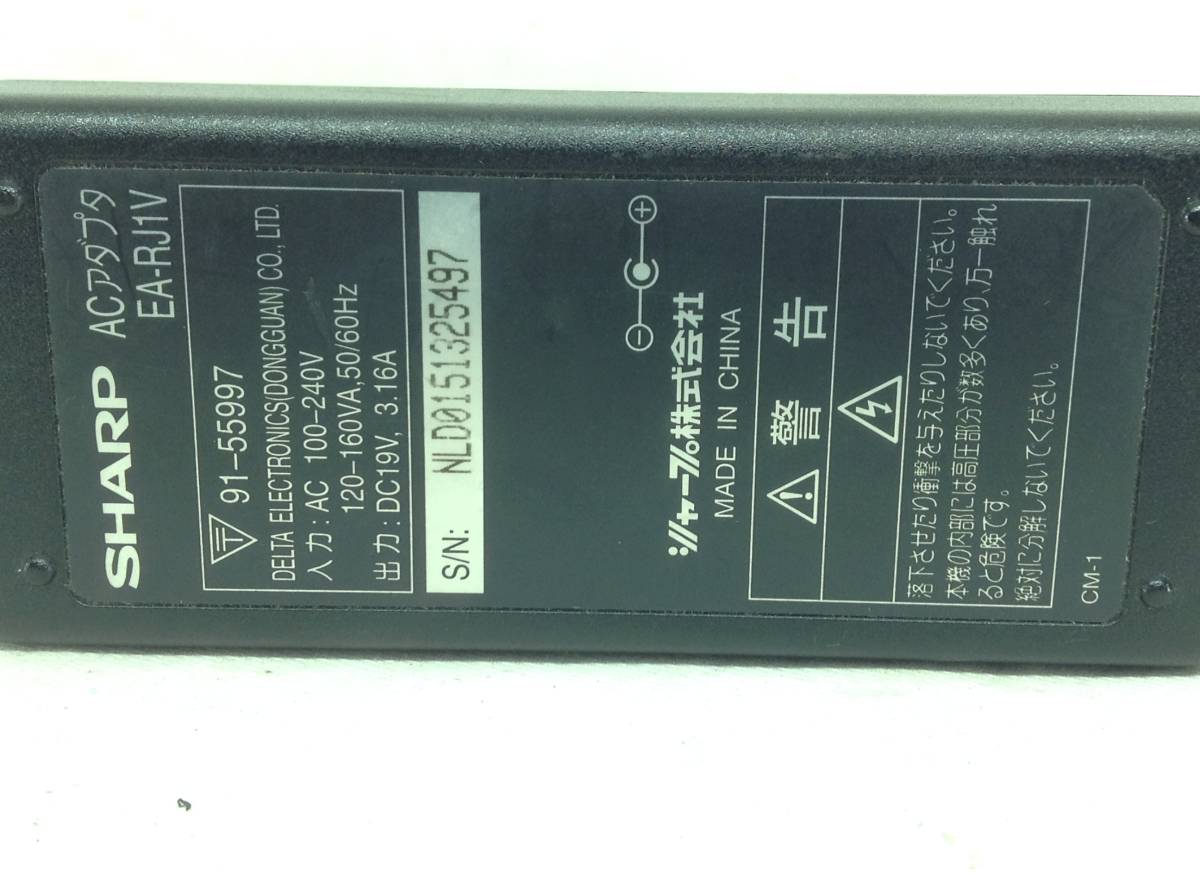 SHARP ACアダプタ
EA-RJ1V
91-55997
DELTA ELECTRONICS(DONGGUAN) CO., LTD.
入力 : AC 100-240V
120-160VA,50/60Hz
出力 : DC19V, 3.16A
S/N: NLD0151325497
シャープ株式会社
MADE IN CHINA
警告
落下させたり衝撃を与えたりしないでください。
本機の内部には高圧部分が数多くあり、万一触れ
ると危険です。
絶対に分解しないでください。
CM-1